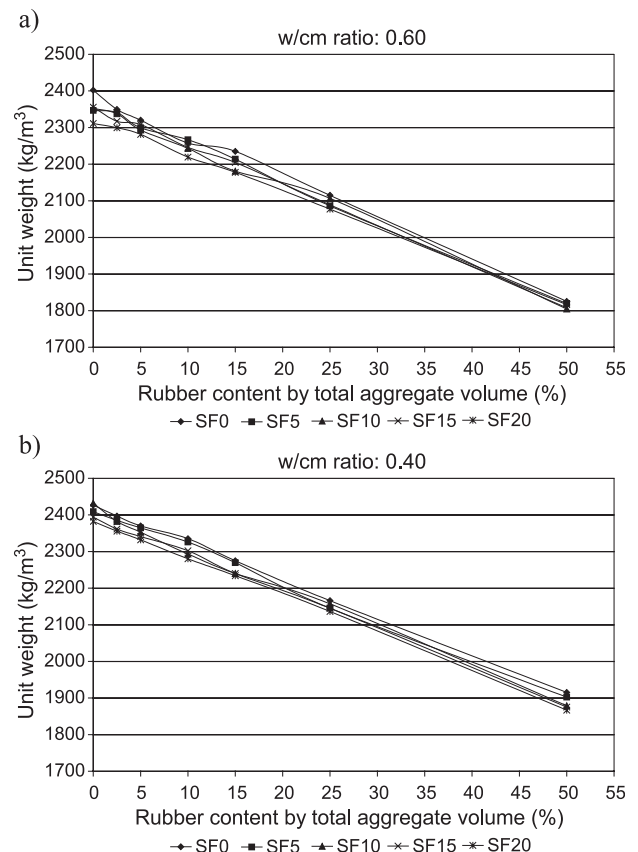 a)
w/cm ratio: 0.60
Unit weight (kg/m³)
2500
2400
2300
2200
2100
2000
1900
1800
1700
0 5 10 15 20 25 30 35 40 45 50 55
Rubber content by total aggregate volume (%)
SF0 SF5 SF10 SF15 SF20
b)
w/cm ratio: 0.40
Unit weight (kg/m³)
2500
2400
2300
2200
2100
2000
1900
1800
1700
0 5 10 15 20 25 30 35 40 45 50 55
Rubber content by total aggregate volume (%)
SF0 SF5 SF10 SF15 SF20